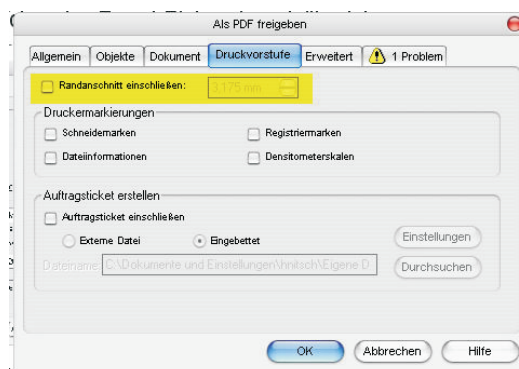 Als PDF freigeben
Allgemein Objekte Dokument Druckvorstufe Erweitert 1 Problem
Randanschnitt einschließen: 3,175 mm
Druckermarkierungen
Schneidemarken Registriermarken
Dateiinformationen Densitometerskalen
Auftragsticket erstellen
Auftragsticket einschließen
Externe Datei Eingebettet Einstellungen
Dateiname: C:\Dokumente und Einstellungen\hnitsch\Eigene D Durchsuchen
OK Abbrechen Hilfe